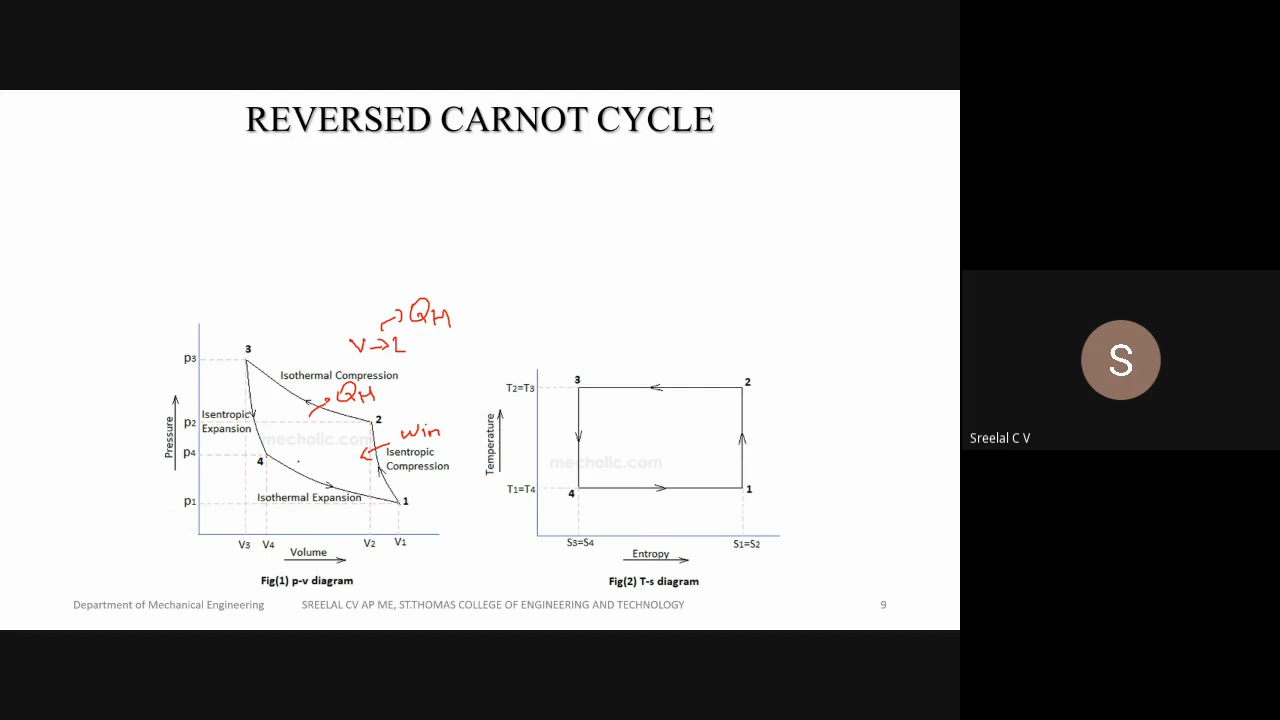 REVERSED CARNOT CYCLE
QH
V → L
3
p3
Isothermal Compression
QH
Isentropic
Expansion
p2
2
Win
mecholic.com
p4
4
Isentropic
Compression
Isothermal Expansion
p1
1
Pressure
V3 V4 V2 V1
Volume
Fig(1) p-v diagram
3
2
T2=T3
Temperature
mecholic.com
T1=T4
4
1
S3=S4 S1=S2
Entropy
Fig(2) T-s diagram
Department of Mechanical Engineering SREELAL CV AP ME, ST.THOMAS COLLEGE OF ENGINEERING AND TECHNOLOGY 9
S
Sreelal C V